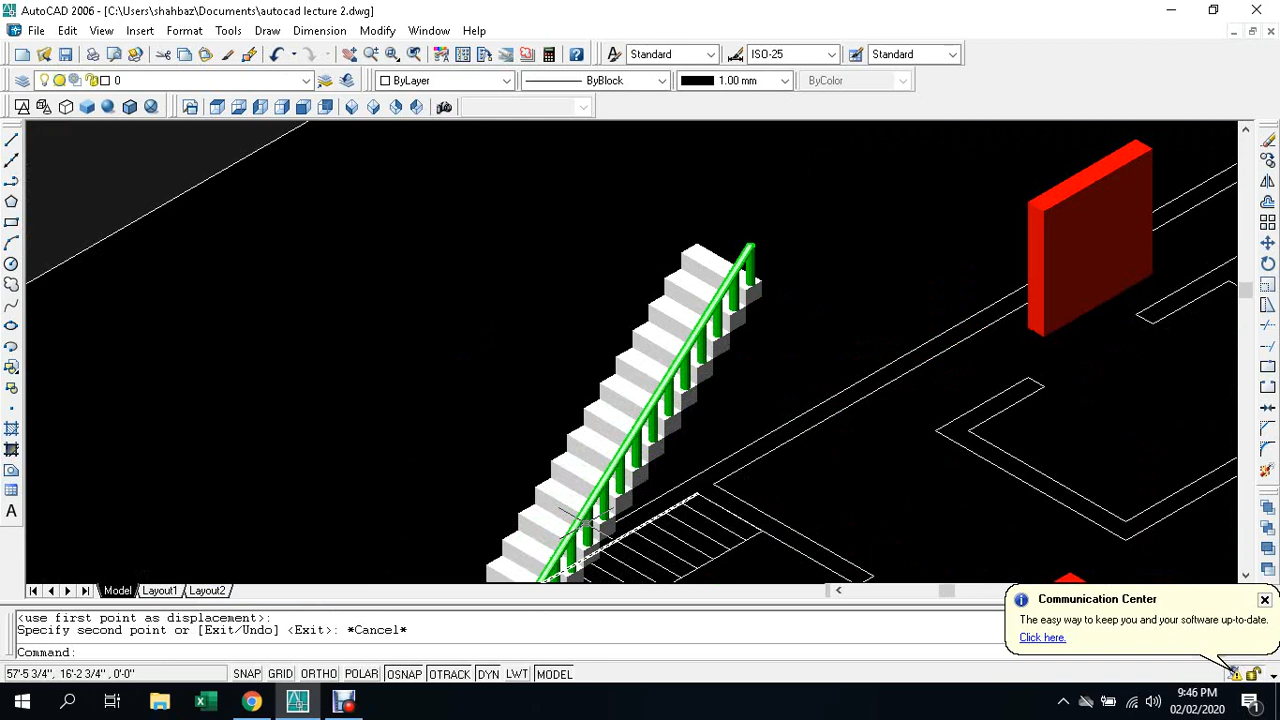 AutoCAD 2006 - [C:\Users\shahbaz\Documents\autocad lecture 2.dwg]
File Edit View Insert Format Tools Draw Dimension Modify Window Help
Standard ISO-25 Standard
0 ByLayer ByBlock 1.00 mm ByColor
A
Model Layout1 Layout2
Communication Center
The easy way to keep you and your software up-to-date.
Click here.
<use first point as displacement>:
Specify second point or [Exit/Undo] <Exit>: *Cancel*
Command:
57'-5 3/4", 16'-2 3/4", 0'-0" SNAP GRID ORTHO POLAR OSNAP OTRACK DYN LWT MODEL
9:46 PM
02/02/2020